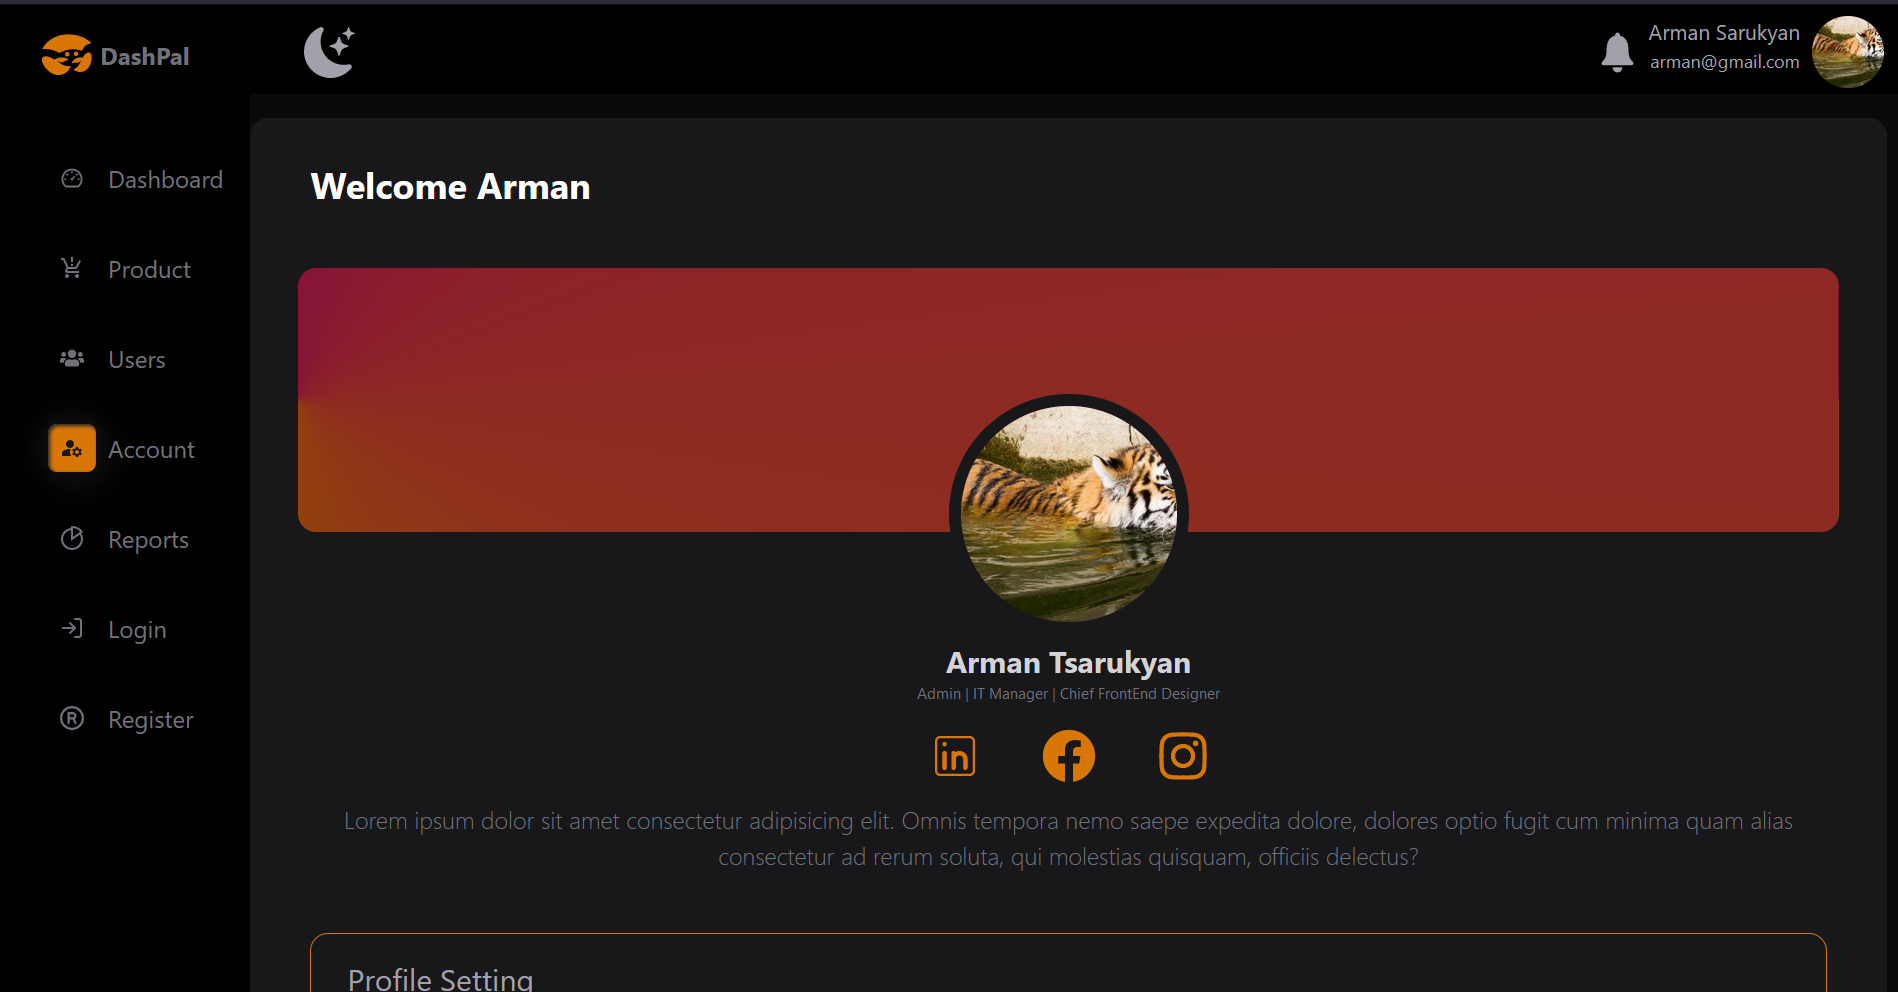 DashPal
Arman Sarukyan
arman@gmail.com
Dashboard
Product
Users
Account
Reports
Login
Register
Welcome Arman
Arman Tsarukyan
Admin | IT Manager | Chief FrontEnd Designer
Lorem ipsum dolor sit amet consectetur adipisicing elit. Omnis tempora nemo saepe expedita dolore, dolores optio fugit cum minima quam alias
consectetur ad rerum soluta, qui molestias quisquam, officiis delectus?
Profile Setting